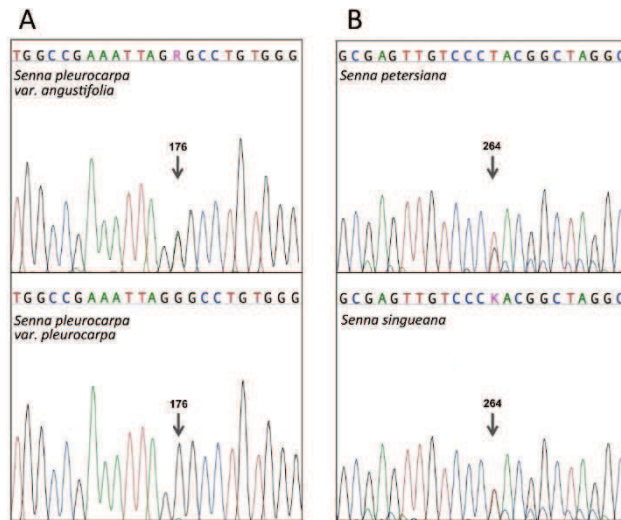 A
TGGCCGAAATTAGRGCCTGTGGG
Senna pleurocarpa
var. angustifolia
176
TGGCCGAAATTAGGGCCTGTGGG
Senna pleurocarpa
var. pleurocarpa
176
B
GCGAGTTGTCCCTACGGCTAGGC
Senna petersiana
264
GCGAGTTGTCCCKACGGCTAGGC
Senna singueana
264